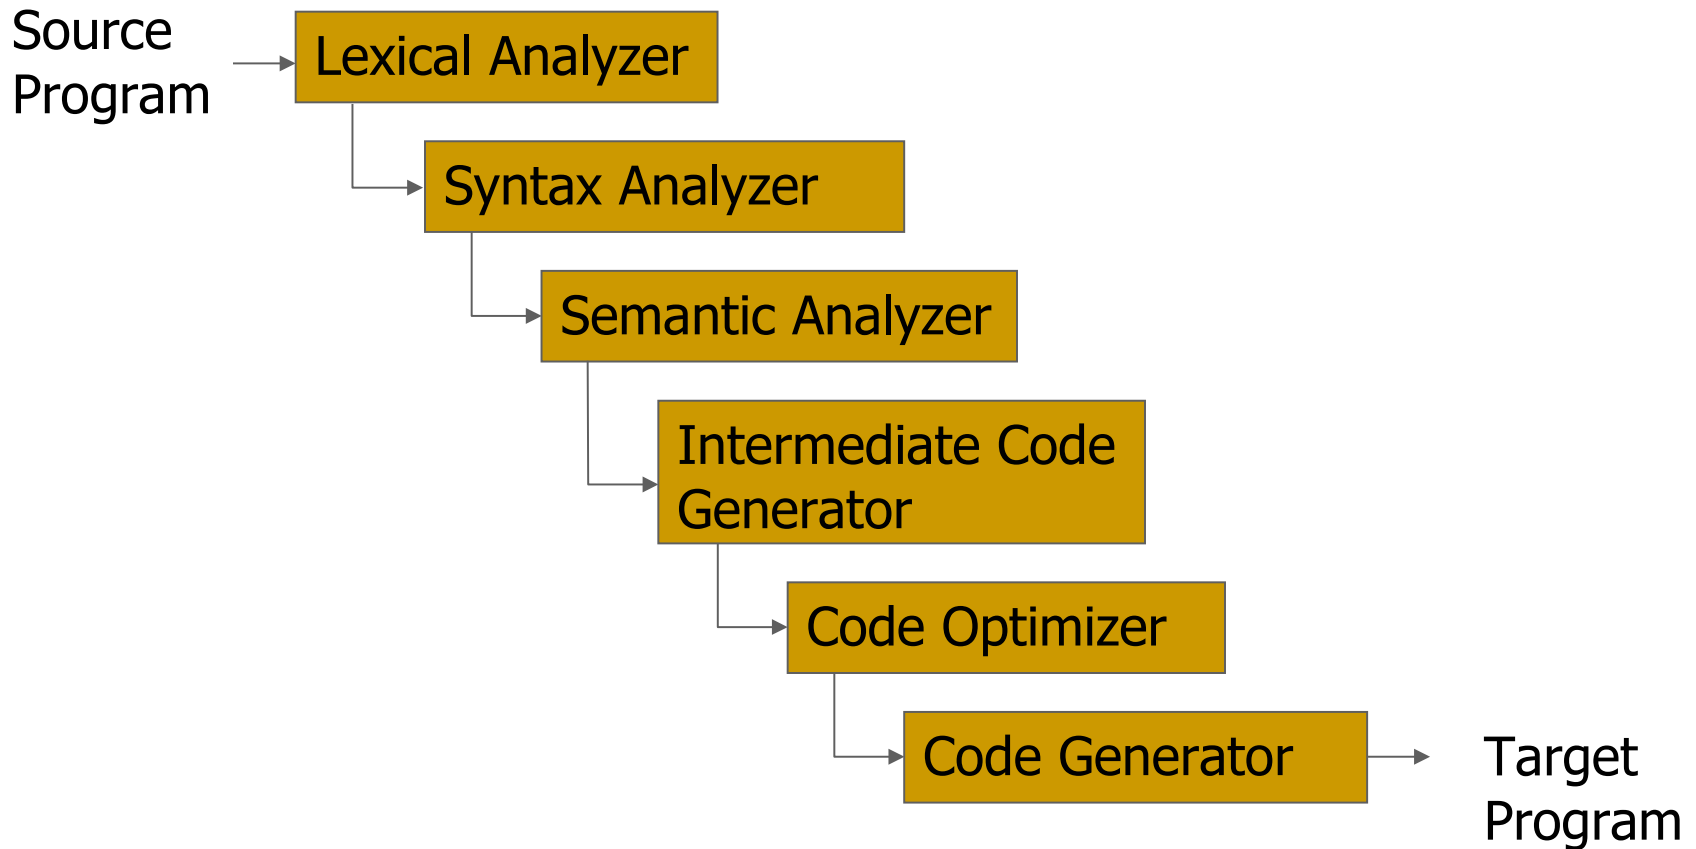 Source
Program
Lexical Analyzer
Syntax Analyzer
Semantic Analyzer
Intermediate Code
Generator
Code Optimizer
Code Generator
Target
Program